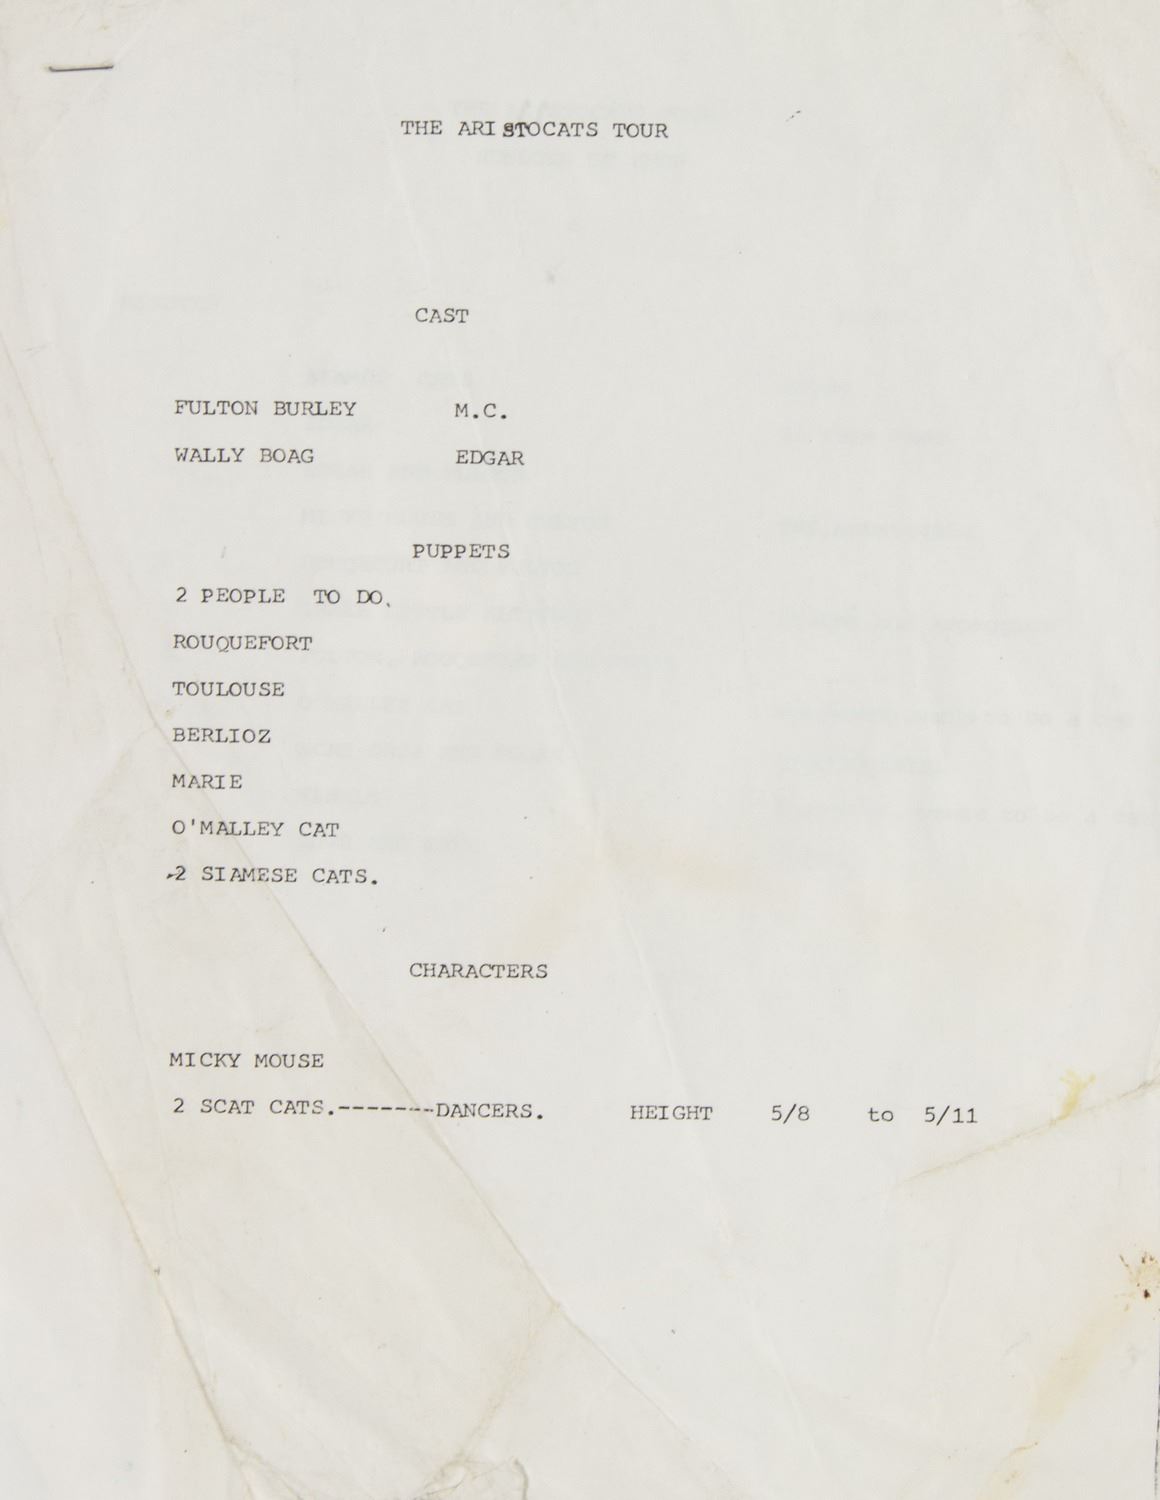 THE ARISTOCATS TOUR
CAST
FULTON BURLEY M.C.
WALLY BOAG EDGAR
PUPPETS
2 PEOPLE TO DO,
ROUQUEFORT
TOULOUSE
BERLIOZ
MARIE
O'MALLEY CAT
2 SIAMESE CATS.
CHARACTERS
MICKY MOUSE
2 SCAT CATS.--------DANCERS. HEIGHT 5/8 to 5/11